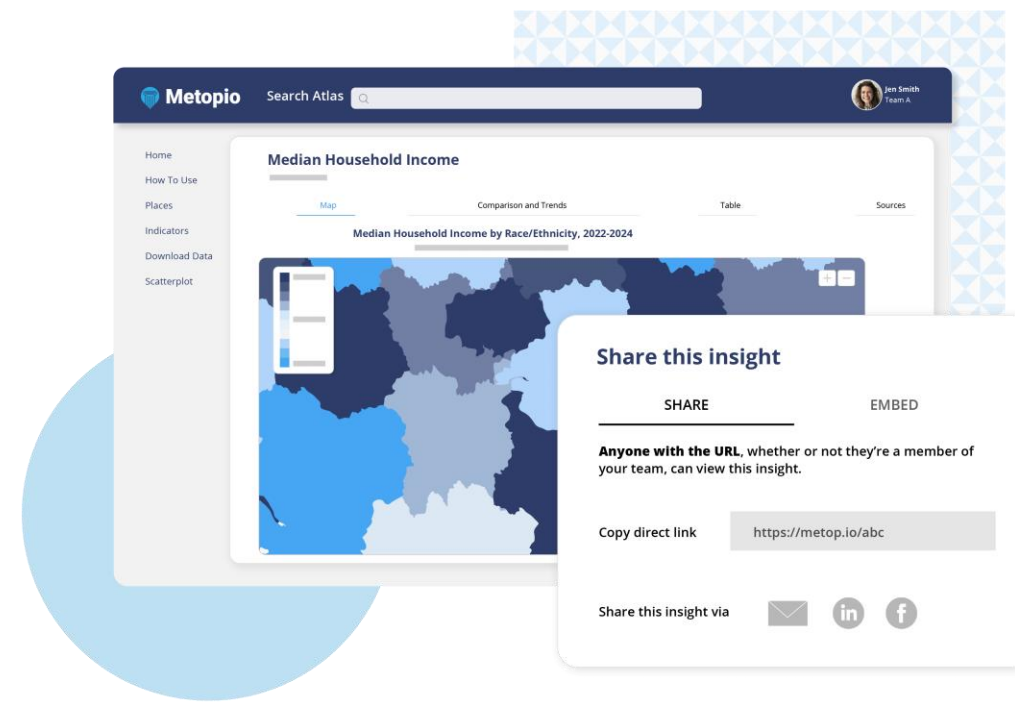 Metopio
Search Atlas
Jen Smith
Team A
Home
How To Use
Places
Indicators
Download Data
Scatterplot
Median Household Income
Map
Comparison and Trends
Table
Sources
Median Household Income by Race/Ethnicity, 2022-2024
+ −
Share this insight
SHARE
EMBED
Anyone with the URL, whether or not they’re a member of
your team, can view this insight.
Copy direct link
https://metop.io/abc
Share this insight via
in
f